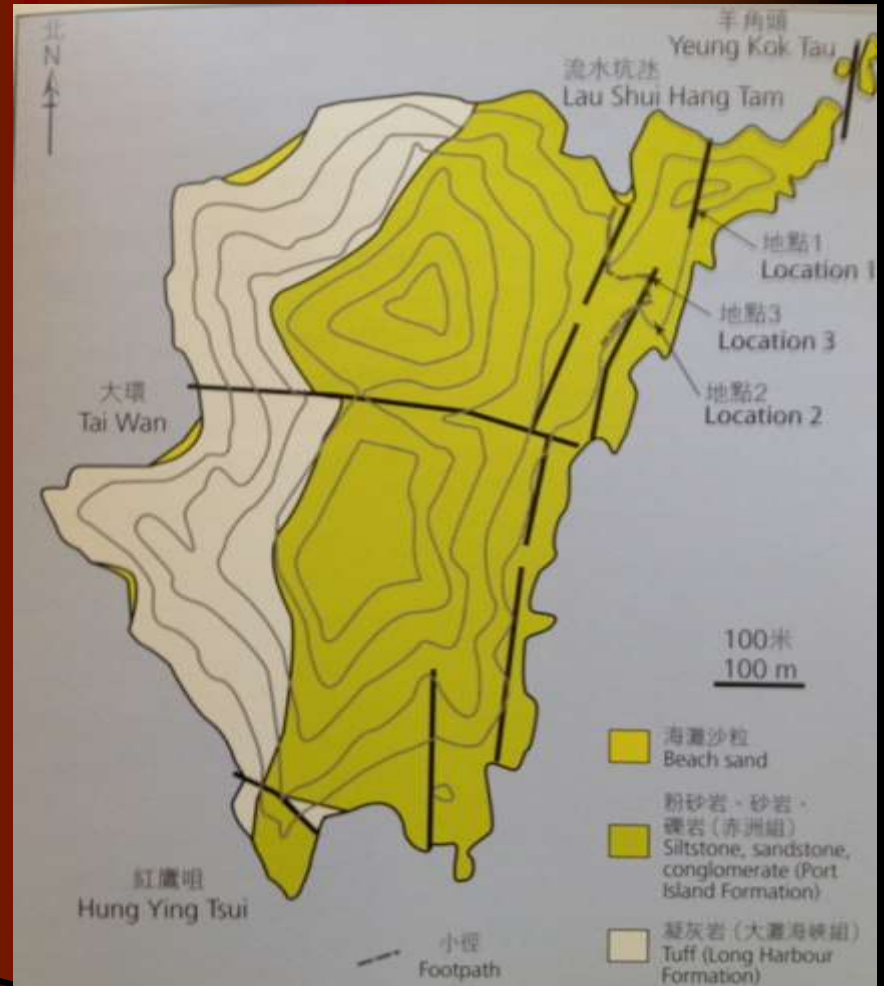 北
N
羊角頭
Yeung Kok Tau
流水坑氹
Lau Shui Hang Tam
地點1
Location 1
地點3
Location 3
地點2
Location 2
大環
Tai Wan
100米
100 m
海灘沙粒
Beach sand
粉砂岩、砂岩、
礫岩(赤洲組)
Siltstone, sandstone,
conglomerate (Port
Island Formation)
凝灰岩(大灘海峽組)
Tuff (Long Harbour
Formation)
紅鷹咀
Hung Ying Tsui
小徑
Footpath